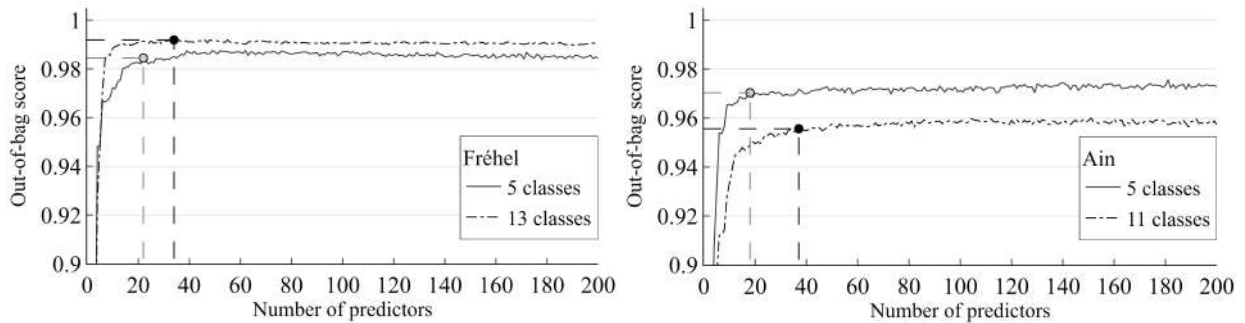 1
0.98
0.96
0.94
0.92
0.9
Out-of-bag score
0 20 40 60 80 100 120 140 160 180 200
Number of predictors
Fréhel
5 classes
13 classes
1
0.98
0.96
0.94
0.92
0.9
Out-of-bag score
0 20 40 60 80 100 120 140 160 180 200
Number of predictors
Ain
5 classes
11 classes